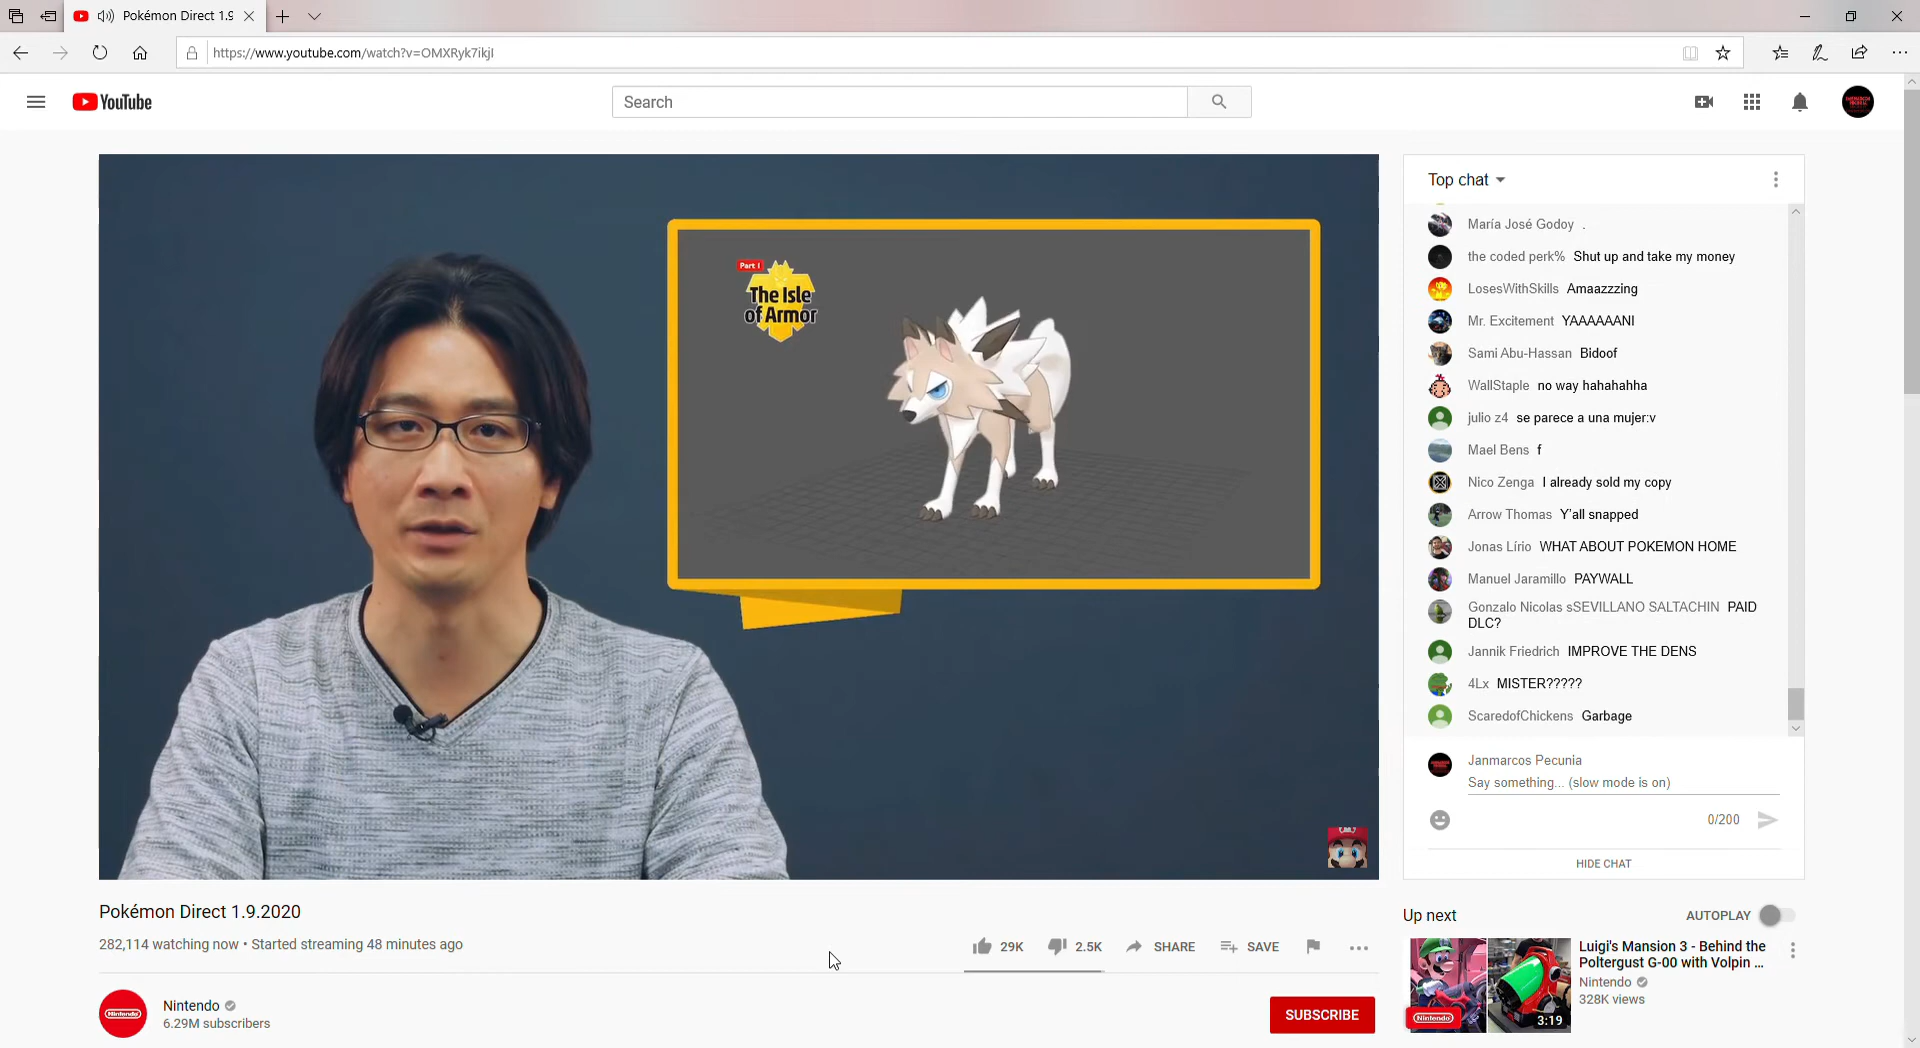 Pokémon Direct 1.9
https://www.youtube.com/watch?v=OMXRyk7ikjI
YouTube
Search
Part 1
The Isle
of Armor
Top chat
María José Godoy .
the coded perk% Shut up and take my money
LosesWithSkills Amaazzzing
Mr. Excitement YAAAAAANI
Sami Abu-Hassan Bidoof
WallStaple no way hahahahha
julio z4 se parece a una mujer:v
Mael Bens f
Nico Zenga I already sold my copy
Arrow Thomas Y'all snapped
Jonas Lírio WHAT ABOUT POKEMON HOME
Manuel Jaramillo PAYWALL
Gonzalo Nicolas sSEVILLANO SALTACHIN PAID
DLC?
Jannik Friedrich IMPROVE THE DENS
4Lx MISTER?????
ScaredofChickens Garbage
Janmarcos Pecunia
Say something... (slow mode is on)
0/200
HIDE CHAT
Pokémon Direct 1.9.2020
282,114 watching now • Started streaming 48 minutes ago
29K 2.5K SHARE SAVE
Nintendo
Nintendo
6.29M subscribers
SUBSCRIBE
Up next
AUTOPLAY
Luigi's Mansion 3 - Behind the
Poltergust G-00 with Volpin ...
Nintendo
328K views
Nintendo
3:19